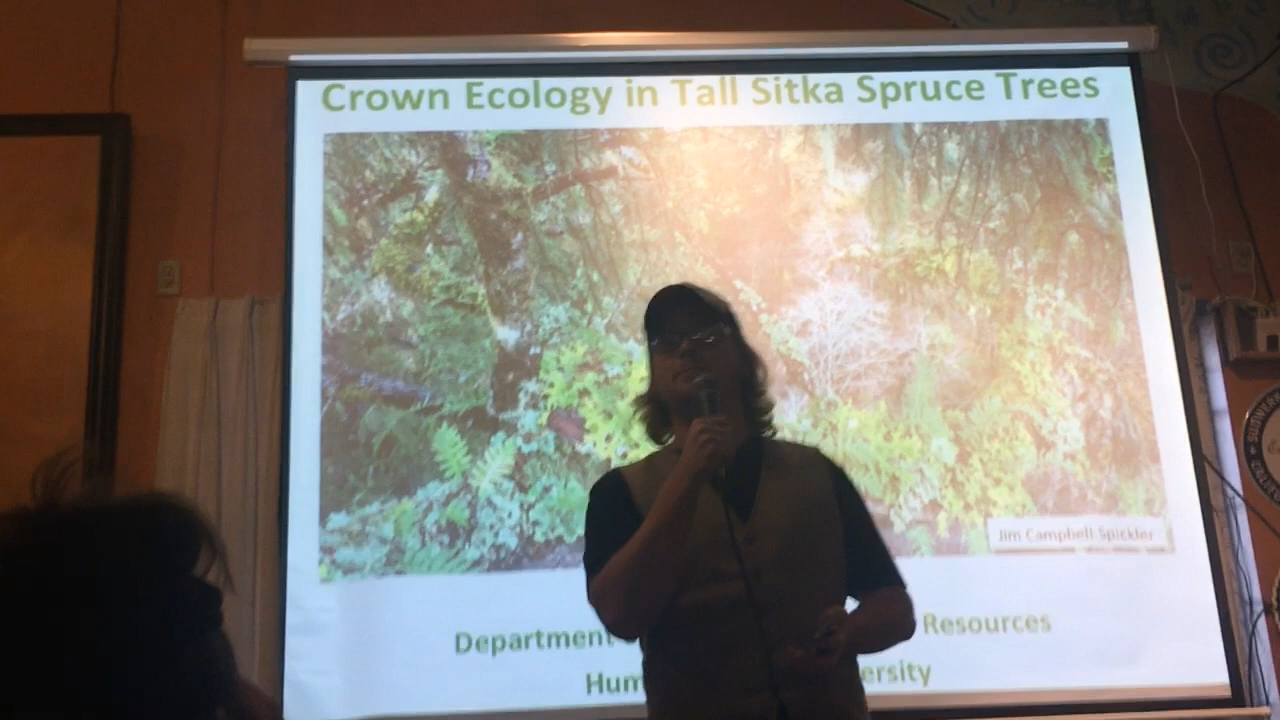 Crown Ecology in Tall Sitka Spruce Trees
Jim Campbell Spickler
Department Resources
Hum ersity